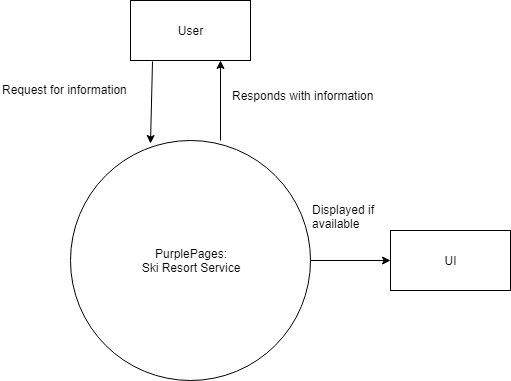 User
Request for information
Responds with information
Displayed if
available
PurplePages:
Ski Resort Service
UI